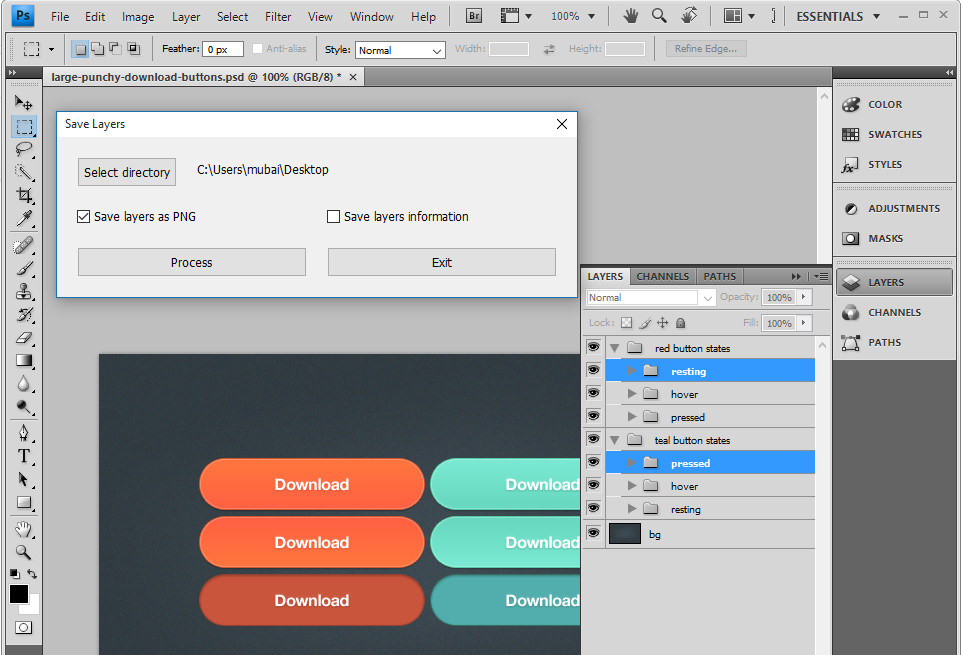 Ps File Edit Image Layer Select Filter View Window Help Br 100% ESSENTIALS
Feather: 0 px Anti-alias Style: Normal Width: Height: Refine Edge...
large-punchy-download-buttons.psd @ 100% (RGB/8) *
Save Layers
Select directory C:\Users\mubai\Desktop
Save layers as PNG Save layers information
Process Exit
COLOR
SWATCHES
STYLES
ADJUSTMENTS
MASKS
LAYERS
CHANNELS
PATHS
LAYERS CHANNELS PATHS
Normal Opacity: 100%
Lock: Fill: 100%
red button states
resting
hover
pressed
teal button states
pressed
hover
resting
bg
Download Download
Download Download
Download Download